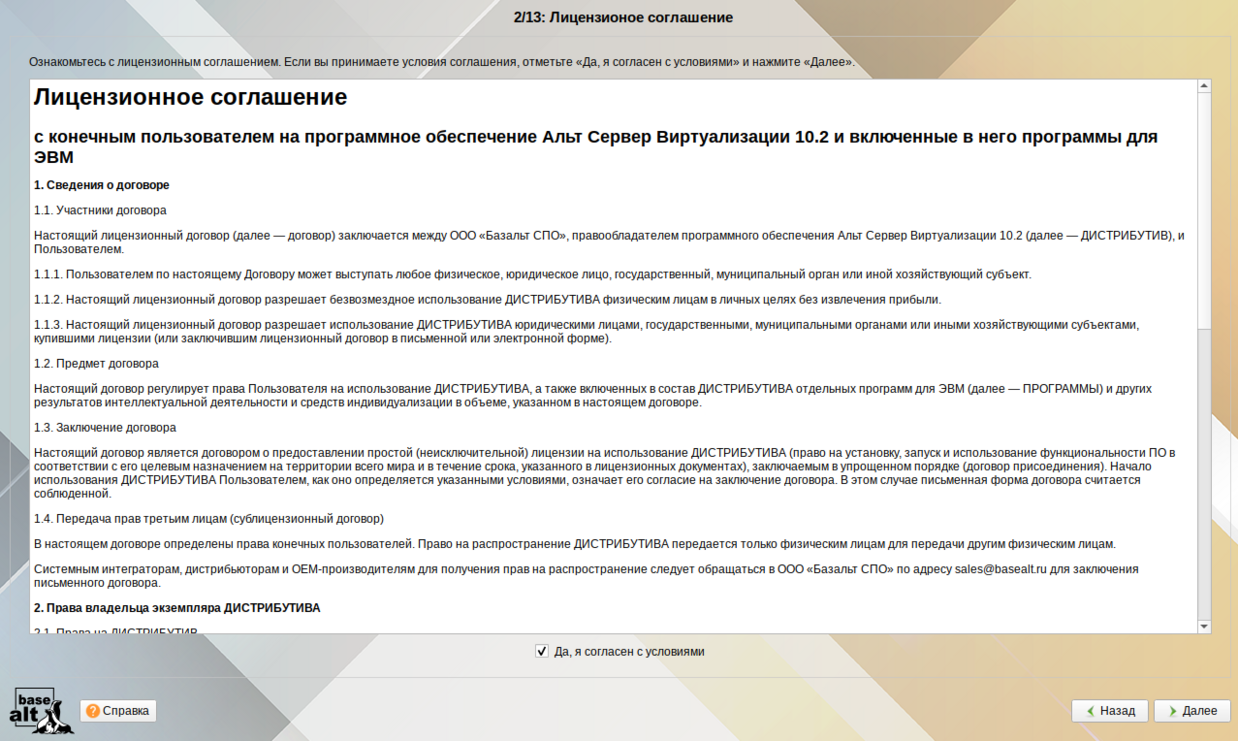 2/13: Лицензионое соглашение
Ознакомьтесь с лицензионным соглашением. Если вы принимаете условия соглашения, отметьте «Да, я согласен с условиями» и нажмите «Далее».
Лицензионное соглашение
с конечным пользователем на программное обеспечение Альт Сервер Виртуализации 10.2 и включенные в него программы для
ЭВМ
1. Сведения о договоре
1.1. Участники договора
Настоящий лицензионный договор (далее — договор) заключается между ООО «Базальт СПО», правообладателем программного обеспечения Альт Сервер Виртуализации 10.2 (далее — ДИСТРИБУТИВ), и
Пользователем.
1.1.1. Пользователем по настоящему Договору может выступать любое физическое, юридическое лицо, государственный, муниципальный орган или иной хозяйствующий субъект.
1.1.2. Настоящий лицензионный договор разрешает безвозмездное использование ДИСТРИБУТИВА физическим лицам в личных целях без извлечения прибыли.
1.1.3. Настоящий лицензионный договор разрешает использование ДИСТРИБУТИВА юридическими лицами, государственными, муниципальными органами или иными хозяйствующими субъектами,
купившими лицензии (или заключившим лицензионный договор в письменной или электронной форме).
1.2. Предмет договора
Настоящий договор регулирует права Пользователя на использование ДИСТРИБУТИВА, а также включенных в состав ДИСТРИБУТИВА отдельных программ для ЭВМ (далее — ПРОГРАММЫ) и других
результатов интеллектуальной деятельности и средств индивидуализации в объеме, указанном в настоящем договоре.
1.3. Заключение договора
Настоящий договор является договором о предоставлении простой (неисключительной) лицензии на использование ДИСТРИБУТИВА (право на установку, запуск и использование функциональности ПО в
соответствии с его целевым назначением на территории всего мира и в течение срока, указанного в лицензионных документах), заключаемым в упрощенном порядке (договор присоединения). Начало
использования ДИСТРИБУТИВА Пользователем, как оно определяется указанными условиями, означает его согласие на заключение договора. В этом случае письменная форма договора считается
соблюденной.
1.4. Передача прав третьим лицам (сублицензионный договор)
В настоящем договоре определены права конечных пользователей. Право на распространение ДИСТРИБУТИВА передается только физическим лицам для передачи другим физическим лицам.
Системным интеграторам, дистрибьюторам и OEM-производителям для получения прав на распространение следует обращаться в ООО «Базальт СПО» по адресу sales@basealt.ru для заключения
письменного договора.
2. Права владельца экземпляра ДИСТРИБУТИВА
2.1. Права на ДИСТРИБУТИВ
Да, я согласен с условиями
base
alt
Справка
Назад
Далее